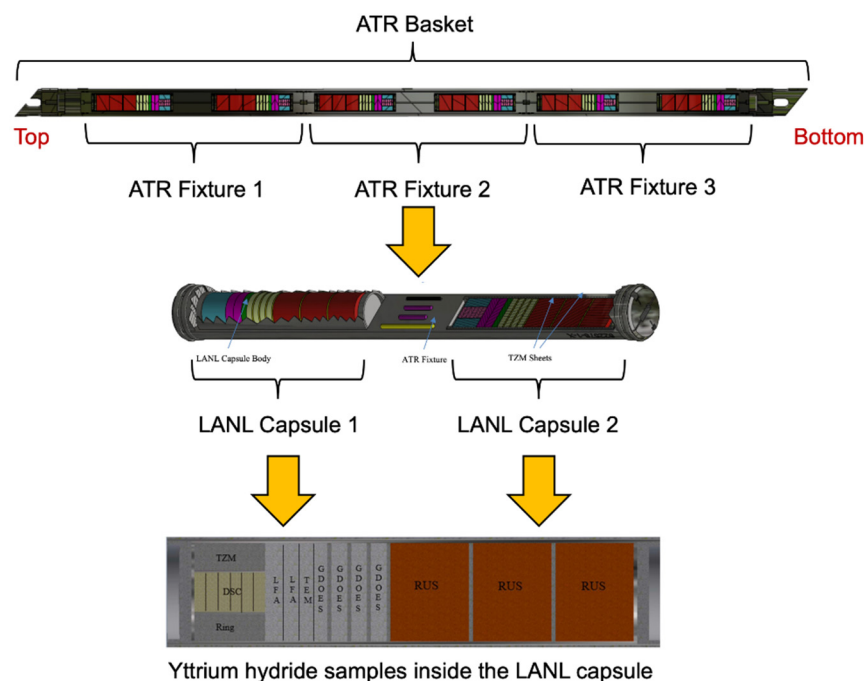 ATR Basket
Top
Bottom
ATR Fixture 1
ATR Fixture 2
ATR Fixture 3
LANL Capsule Body
ATR Fixture
TZM Sheets
LANL Capsule 1
LANL Capsule 2
TZM
DSC
Ring
LFA
LFA
TEM
GDOES
GDOES
GDOES
GDOES
RUS
RUS
RUS
Yttrium hydride samples inside the LANL capsule